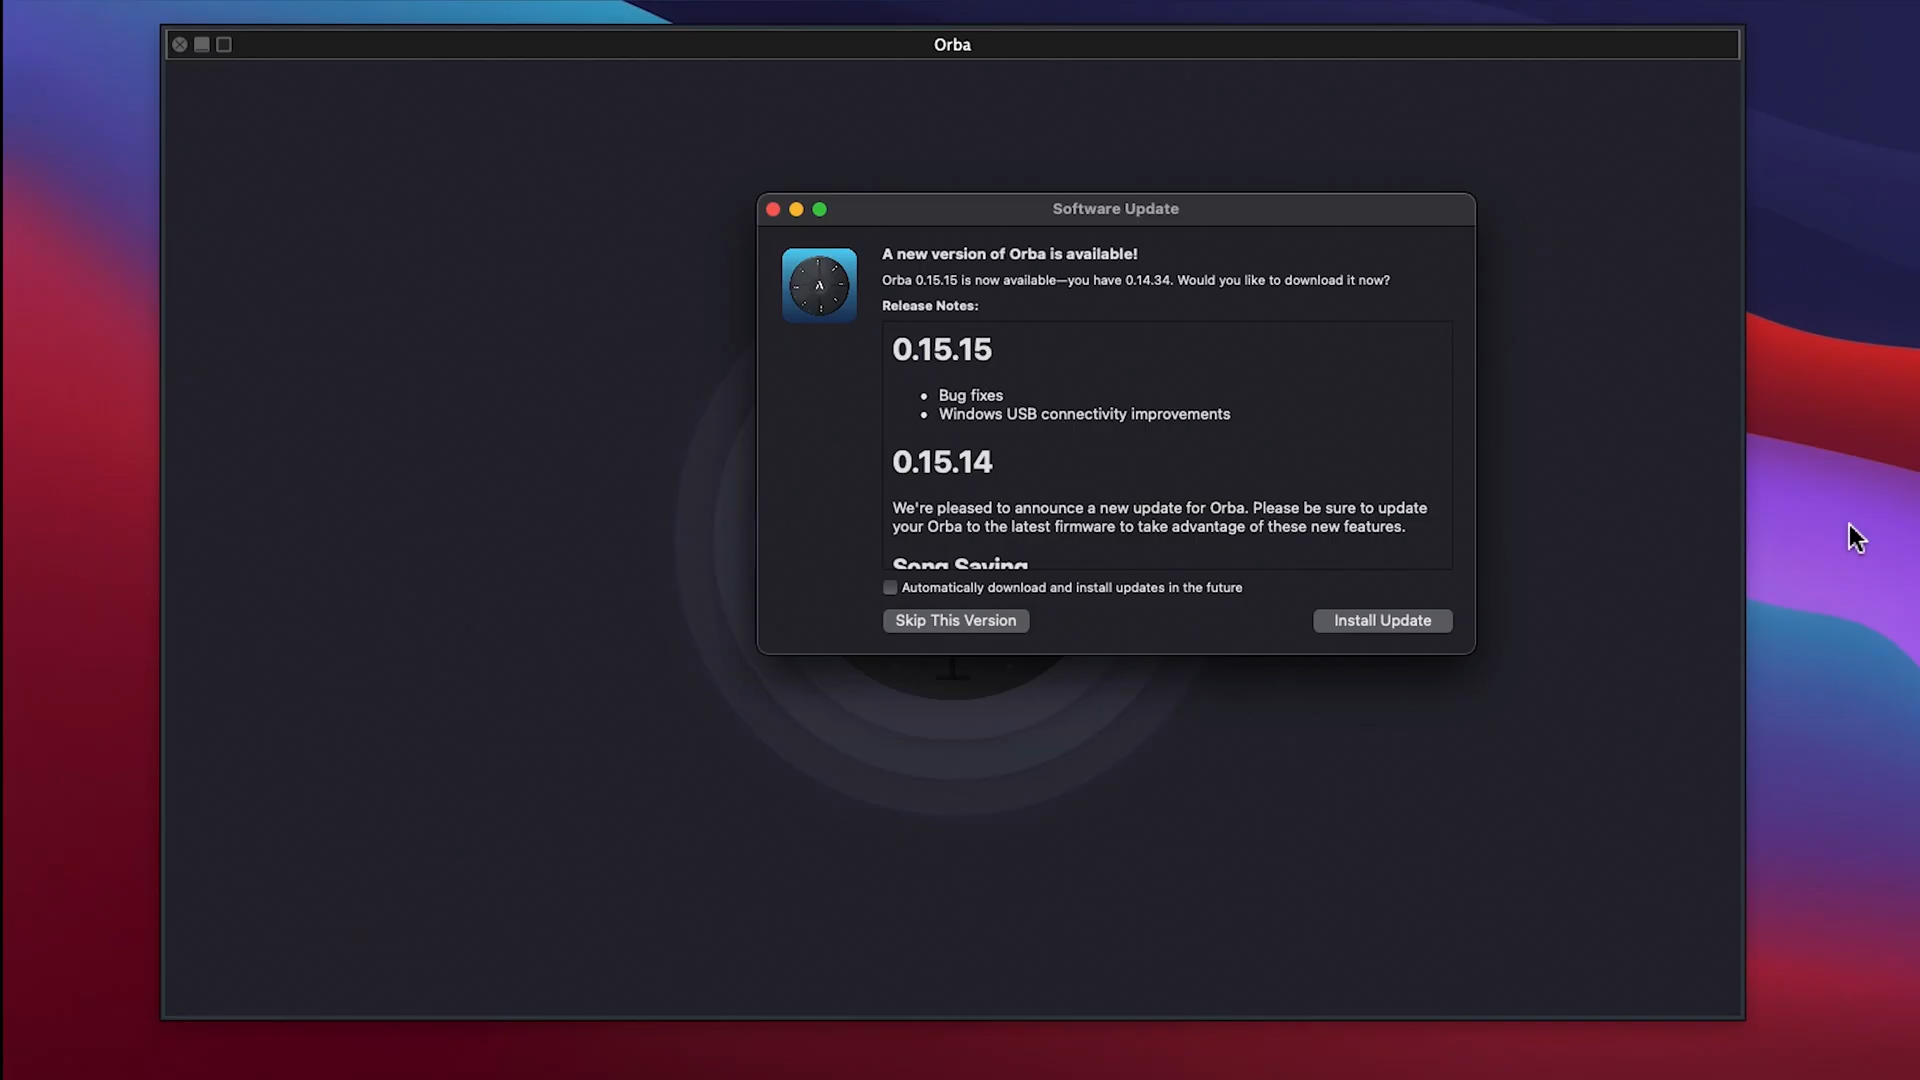 Orba
Software Update
A new version of Orba is available!
Orba 0.15.15 is now available—you have 0.14.34. Would you like to download it now?
Release Notes:
0.15.15
• Bug fixes
• Windows USB connectivity improvements
0.15.14
We're pleased to announce a new update for Orba. Please be sure to update
your Orba to the latest firmware to take advantage of these new features.
Song Saving
Automatically download and install updates in the future
Skip This Version
Install Update